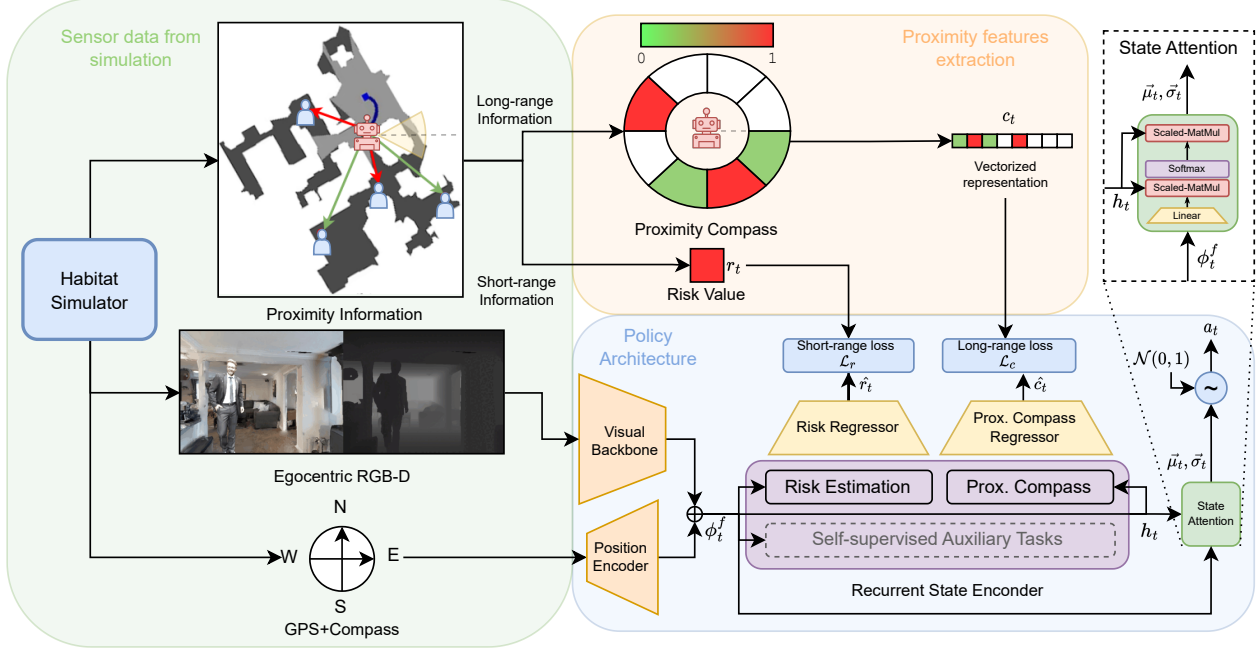 Sensor data from
simulation
Proximity Information
Long-range
Information
Short-range
Information
Habitat
Simulator
Egocentric RGB-D
N
W
E
S
GPS+Compass
Proximity features
extraction
0
1
Proximity Compass
c_t
Vectorized
representation
r_t
Risk Value
State Attention
μ⃗_t, σ⃗_t
Scaled-MatMul
Softmax
Scaled-MatMul
h_t
Linear
ϕ_t^f
Policy
Architecture
Short-range loss
ℒ_r
Long-range loss
ℒ_c
r̂_t
ĉ_t
Risk Regressor
Prox. Compass
Regressor
Visual
Backbone
Position
Encoder
ϕ_t^f
Risk Estimation
Prox. Compass
Self-supervised Auxiliary Tasks
Recurrent State Enconder
h_t
a_t
𝒩(0, 1)
~
μ⃗_t, σ⃗_t
State
Attention